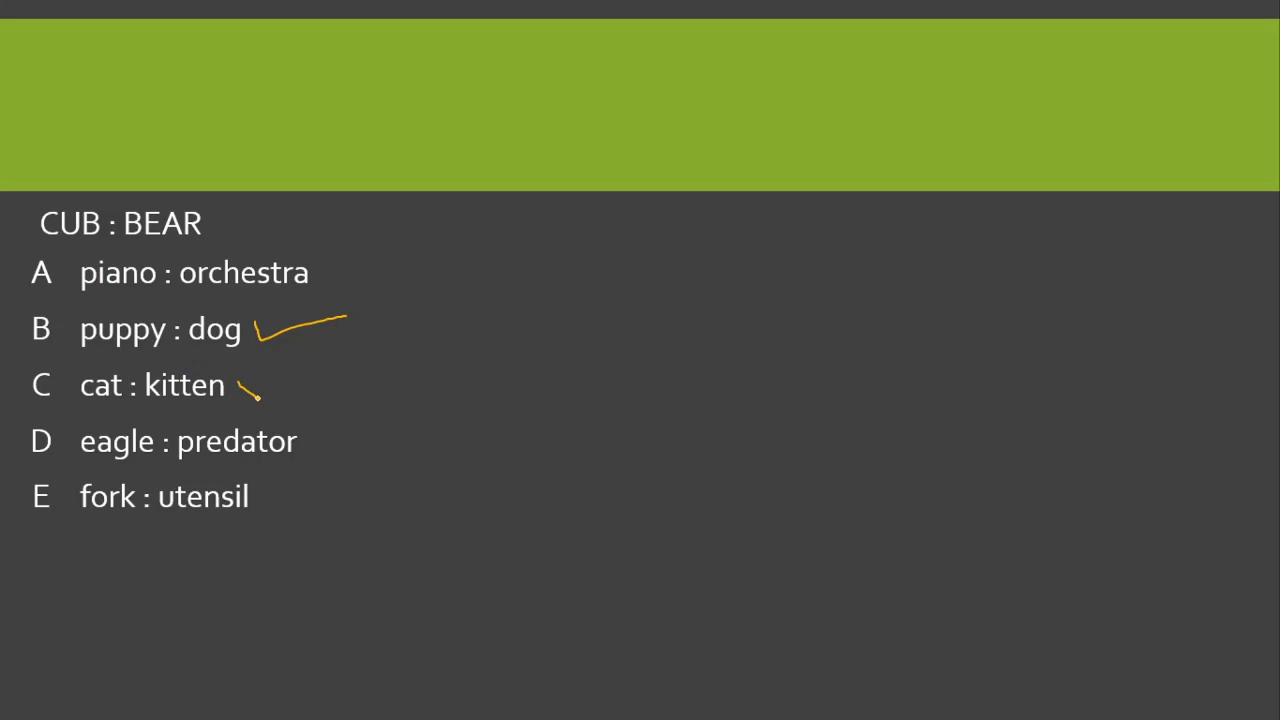 CUB : BEAR
A piano : orchestra
B puppy : dog
C cat : kitten
D eagle : predator
E fork : utensil